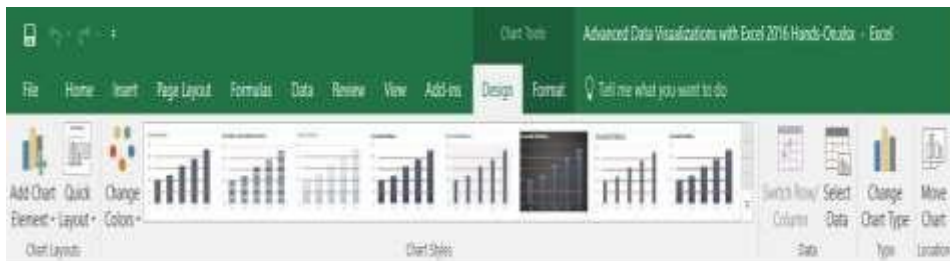 Chart Tools
Advanced Data Visualizations with Excel 2016 Hands-On.xlsx - Excel
File Home Insert Page Layout Formulas Data Review View Add-ins Design Format Tell me what you want to do
Add Chart Quick Change Switch Row/ Select Change Move
Element Layout Colors Column Data Chart Type Chart
Chart Layouts Chart Styles Data Type Location